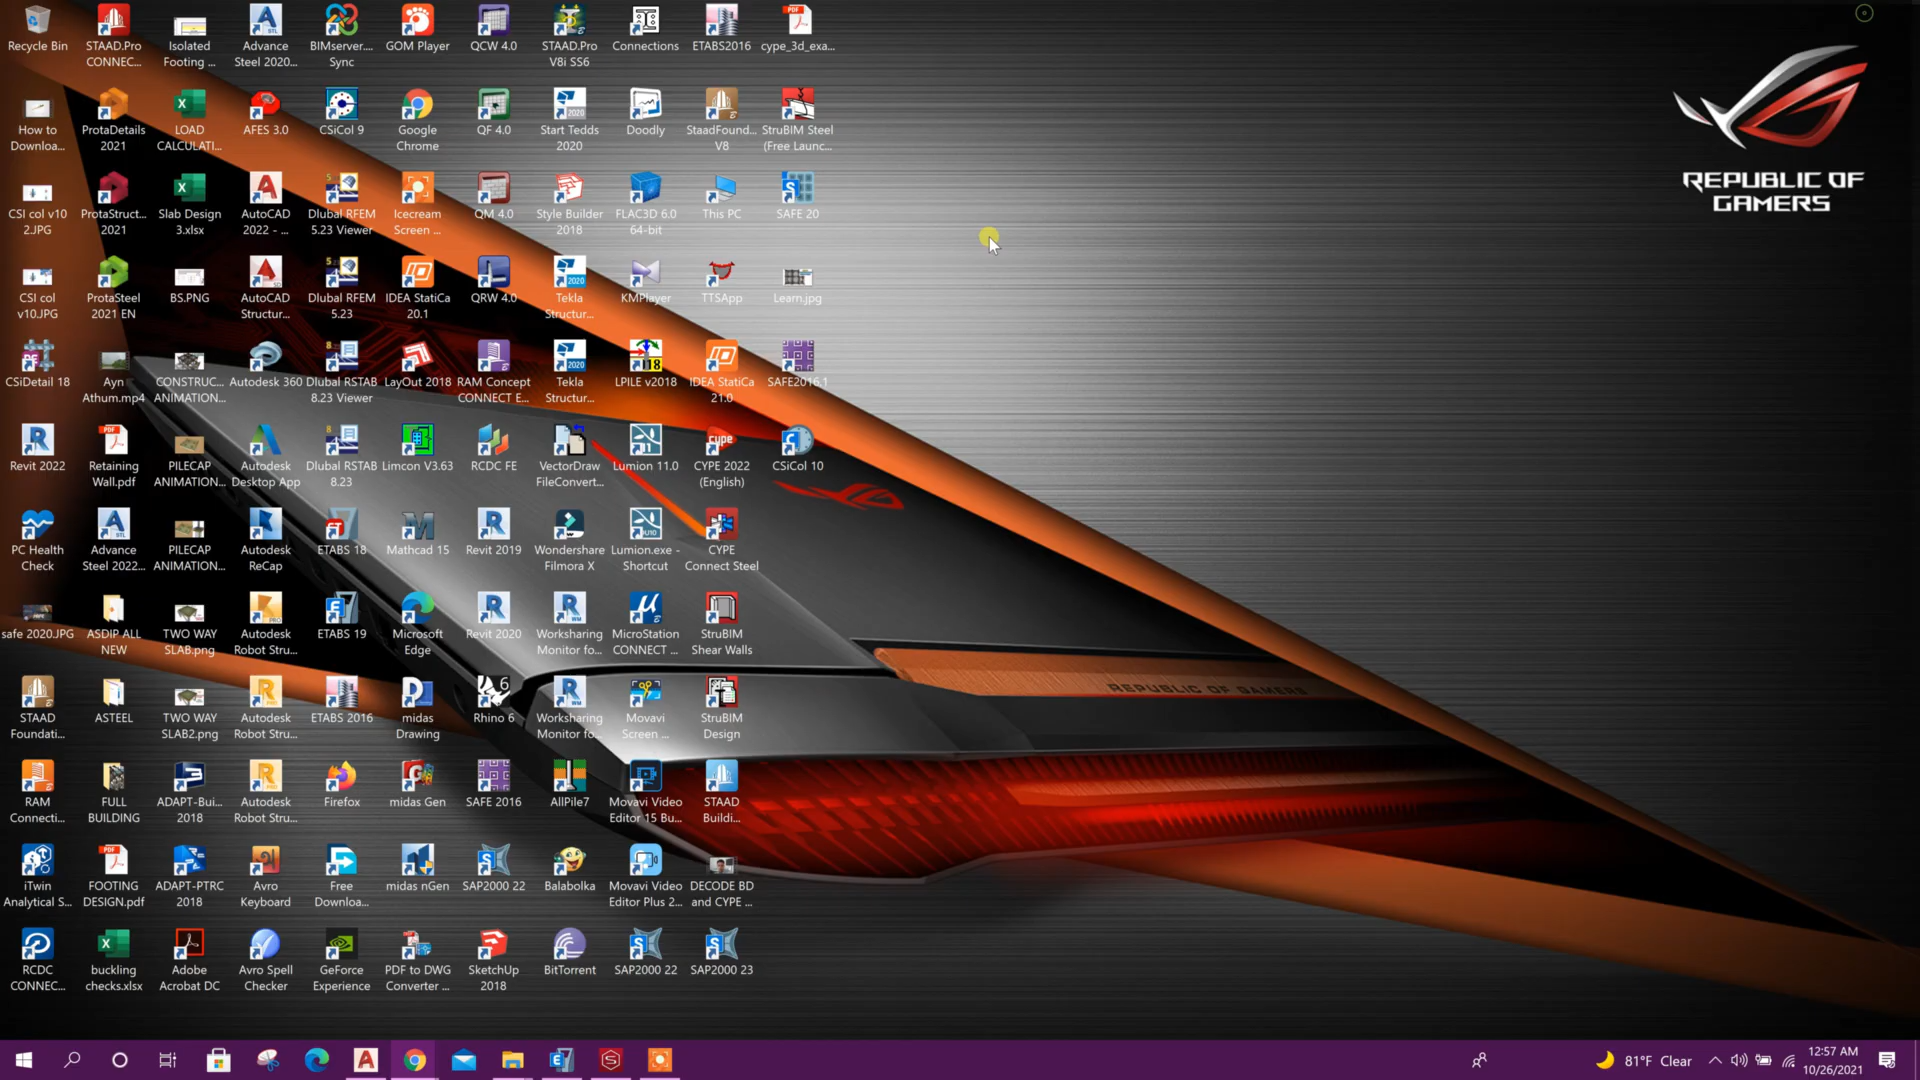 Recycle Bin
STAAD.Pro
CONNEC...
Isolated
Footing ...
Advance
Steel 2020...
BIMserver....
Sync
GOM Player
QCW 4.0
STAAD.Pro
V8i SS6
Connections
ETABS2016
cype_3d_exa...
How to
Downloa...
ProtaDetails
2021
LOAD
CALCULATI...
AFES 3.0
CSiCol 9
Google
Chrome
QF 4.0
Start Tedds
2020
Doodly
StaadFound...
V8
StruBIM Steel
(Free Launc...
CSI col v10
2.JPG
ProtaStruct...
2021
Slab Design
3.xlsx
AutoCAD
2022 - ...
Dlubal RFEM
5.23 Viewer
Icecream
Screen ...
QM 4.0
Style Builder
2018
FLAC3D 6.0
64-bit
This PC
SAFE 20
CSI col
v10.JPG
ProtaSteel
2021 EN
BS.PNG
AutoCAD
Structur...
Dlubal RFEM
5.23
IDEA StatiCa
20.1
QRW 4.0
Tekla
Structur...
KMPlayer
TTSApp
Learn.jpg
CSiDetail 18
Ayn
Athum.mp4
CONSTRUC...
ANIMATION...
Autodesk 360
Dlubal RSTAB
8.23 Viewer
LayOut 2018
RAM Concept
CONNECT E...
Tekla
Structur...
LPILE v2018
IDEA StatiCa
21.0
SAFE2016.1
Revit 2022
Retaining
Wall.pdf
PILECAP
ANIMATION...
Autodesk
Desktop App
Dlubal RSTAB
8.23
Limcon V3.63
RCDC FE
VectorDraw
FileConvert...
Lumion 11.0
CYPE 2022
(English)
CSiCol 10
PC Health
Check
Advance
Steel 2022...
PILECAP
ANIMATION...
Autodesk
ReCap
ETABS 18
Mathcad 15
Revit 2019
Wondershare
Filmora X
Lumion.exe -
Shortcut
CYPE
Connect Steel
safe 2020.JPG
ASDIP ALL
NEW
TWO WAY
SLAB.png
Autodesk
Robot Stru...
ETABS 19
Microsoft
Edge
Revit 2020
Worksharing
Monitor fo...
MicroStation
CONNECT ...
StruBIM
Shear Walls
STAAD
Foundati...
ASTEEL
TWO WAY
SLAB2.png
Autodesk
Robot Stru...
ETABS 2016
midas
Drawing
Rhino 6
Worksharing
Monitor fo...
Movavi
Screen ...
StruBIM
Design
RAM
Connecti...
FULL
BUILDING
ADAPT-Bui...
2018
Autodesk
Robot Stru...
Firefox
midas Gen
SAFE 2016
AllPile7
Movavi Video
Editor 15 Bu...
STAAD
Buildi...
iTwin
Analytical S...
FOOTING
DESIGN.pdf
ADAPT-PTRC
2018
Avro
Keyboard
Free
Downloa...
midas nGen
SAP2000 22
Balabolka
Movavi Video
Editor Plus 2...
DECODE BD
and CYPE ...
RCDC
CONNEC...
buckling
checks.xlsx
Adobe
Acrobat DC
Avro Spell
Checker
GeForce
Experience
PDF to DWG
Converter ...
SketchUp
2018
BitTorrent
SAP2000 22
SAP2000 23
REPUBLIC OF
GAMERS
REPUBLIC OF GAMERS
81°F Clear
12:57 AM
10/26/2021